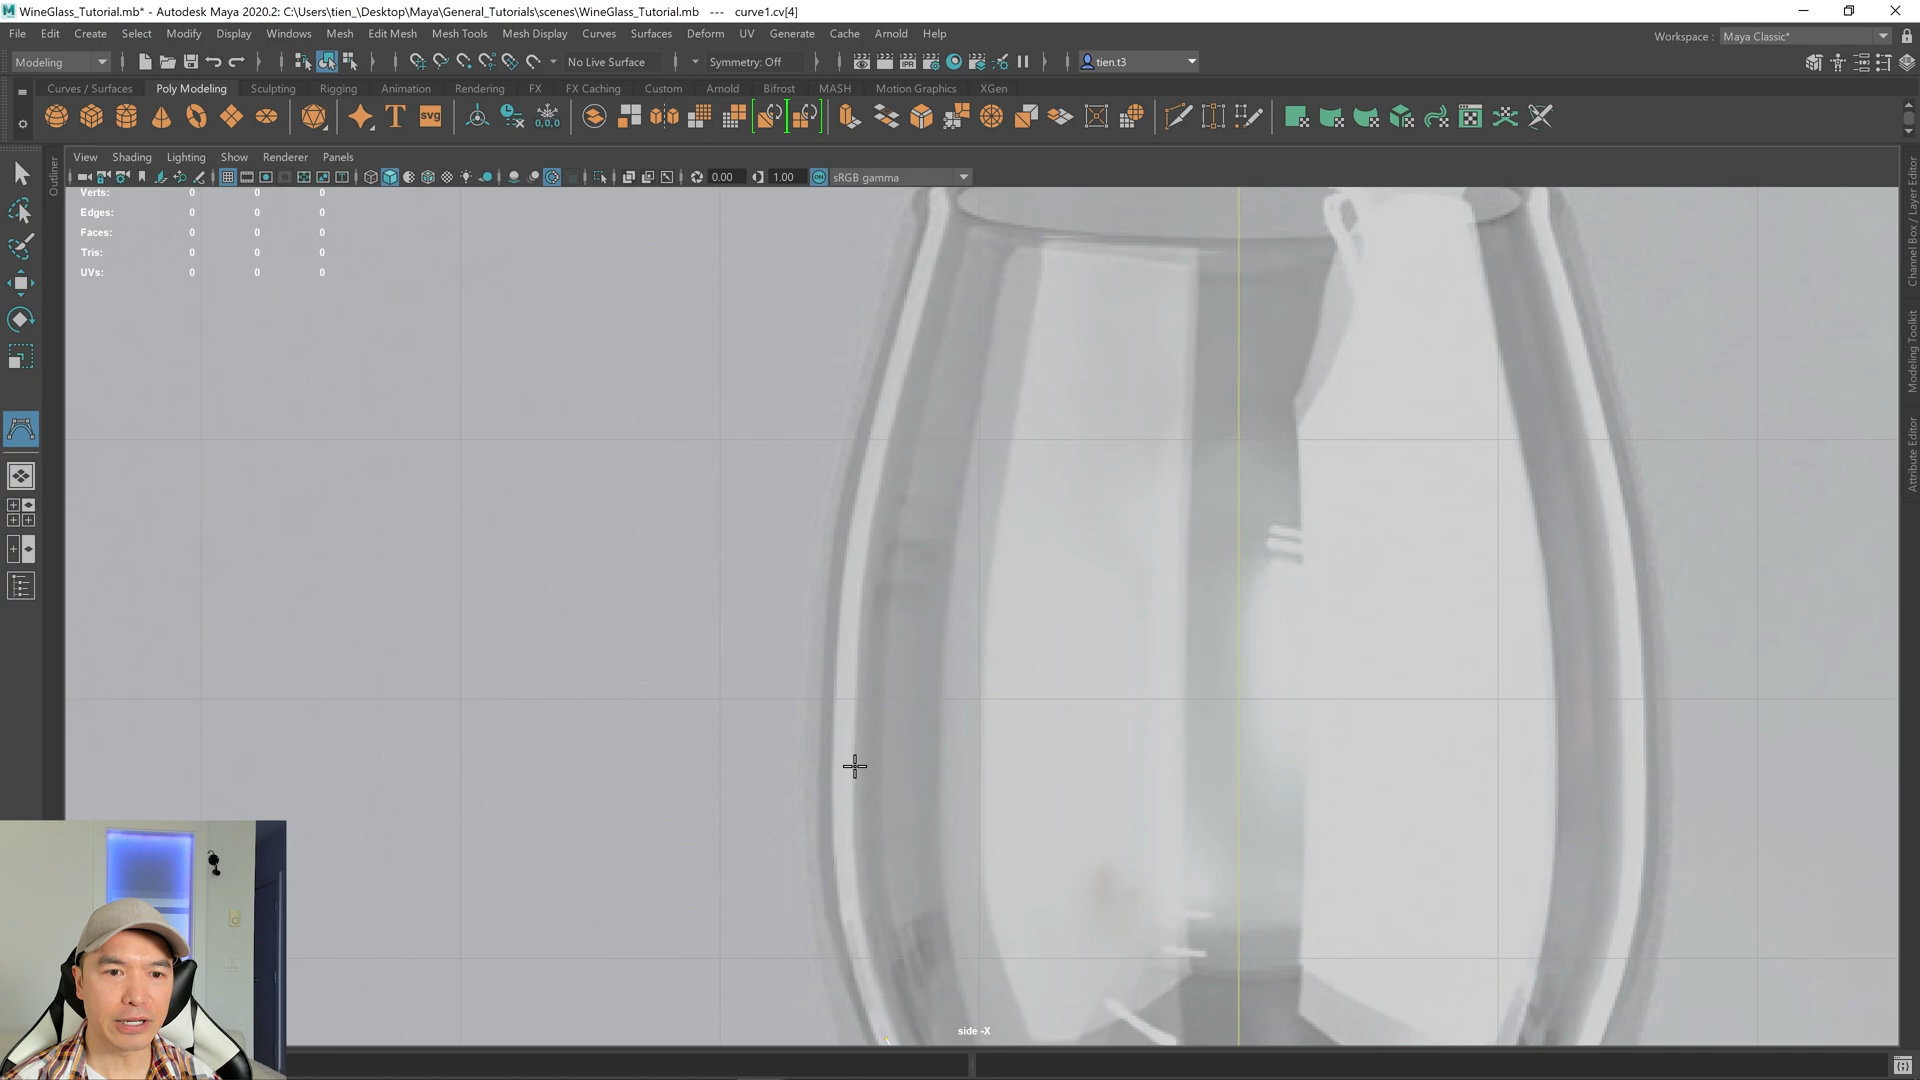 WineGlass_Tutorial.mb* - Autodesk Maya 2020.2: C:\Users\tien_\Desktop\Maya\General_Tutorials\scenes\WineGlass_Tutorial.mb --- curve1.cv[4]
File Edit Create Select Modify Display Windows Mesh Edit Mesh Mesh Tools Mesh Display Curves Surfaces Deform UV Generate Cache Arnold Help
Workspace : Maya Classic*
Modeling No Live Surface Symmetry: Off tien.t3
Curves / Surfaces Poly Modeling Sculpting Rigging Animation Rendering FX FX Caching Custom Arnold Bifrost MASH Motion Graphics XGen
T svg 0,0,0
View Shading Lighting Show Renderer Panels
0.00 1.00 ON sRGB gamma
Verts: 0 0 0
Edges: 0 0 0
Faces: 0 0 0
Tris: 0 0 0
UVs: 0 0 0
side -X
Outliner
Channel Box / Layer Editor
Modeling Toolkit
Attribute Editor